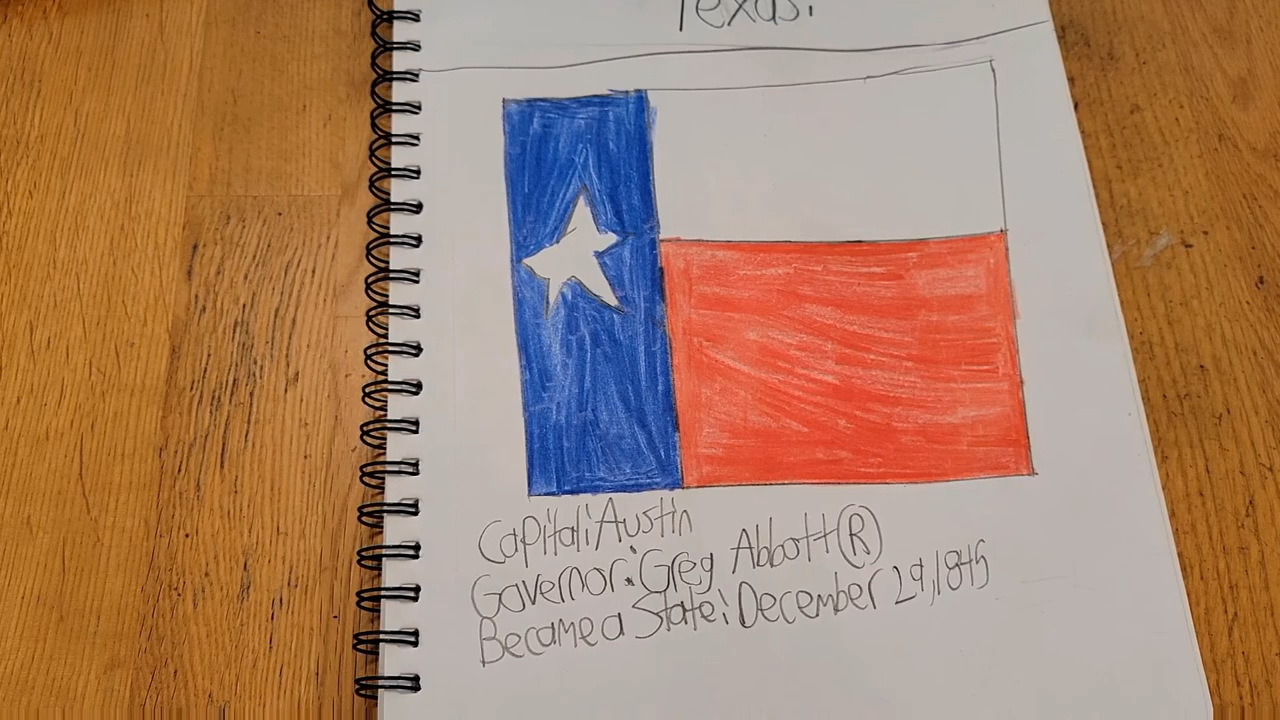 Texas:
Capital: Austin
Governor: Greg Abbott Ⓡ
Became a State: December 29, 1845